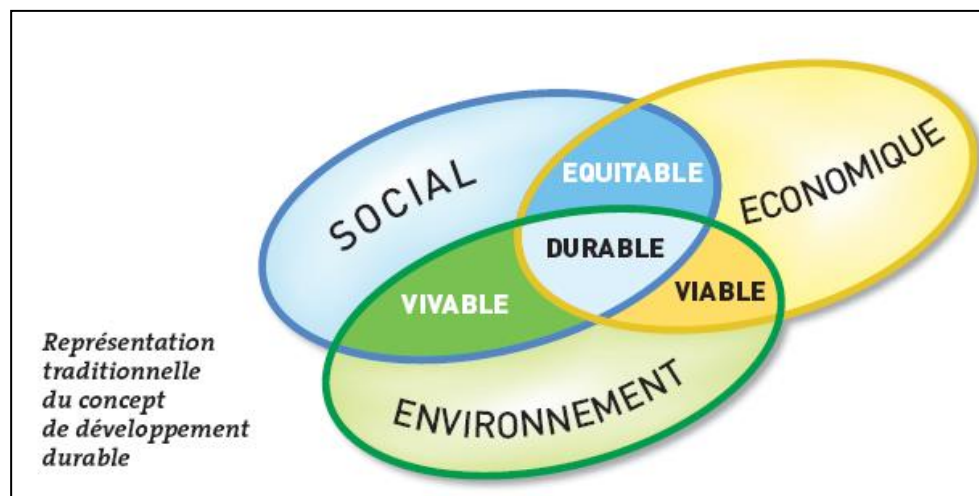 SOCIAL
ECONOMIQUE
EQUITABLE
DURABLE
VIVABLE
VIABLE
ENVIRONNEMENT
Représentation
traditionnelle
du concept
de développement
durable